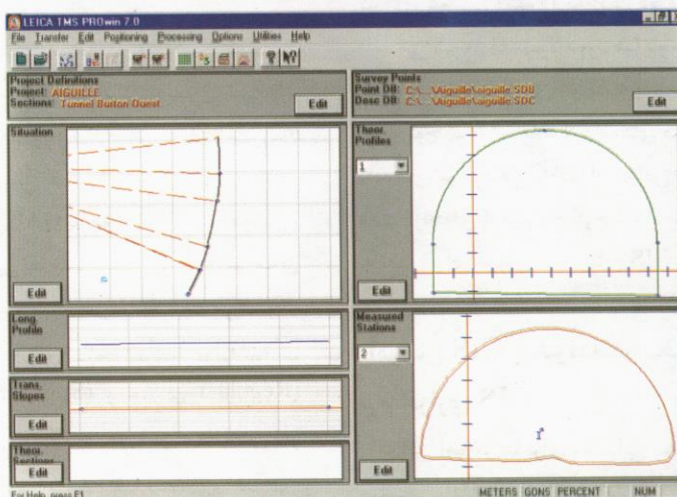 LEICA TMS PROwin 7.0
File Transfer Edit Positioning Processing Options Utilities Help
Project Definitions
Project: AIGUILLE
Sections: Tunnel Burton Ouest
Edit
Survey Points
Point DB: C:\...\Aiguille\aiguille.SDB
Desc DB: C:\...\Aiguille\aiguille.SDC
Edit
Situation
Edit
Theor.
Profiles
1
Edit
Long.
Profile
Edit
Trans.
Slopes
Edit
Theor.
Sections
Edit
Measured
Stations
2
Edit
For Help, press F1
METERS GONS PERCENT NUM